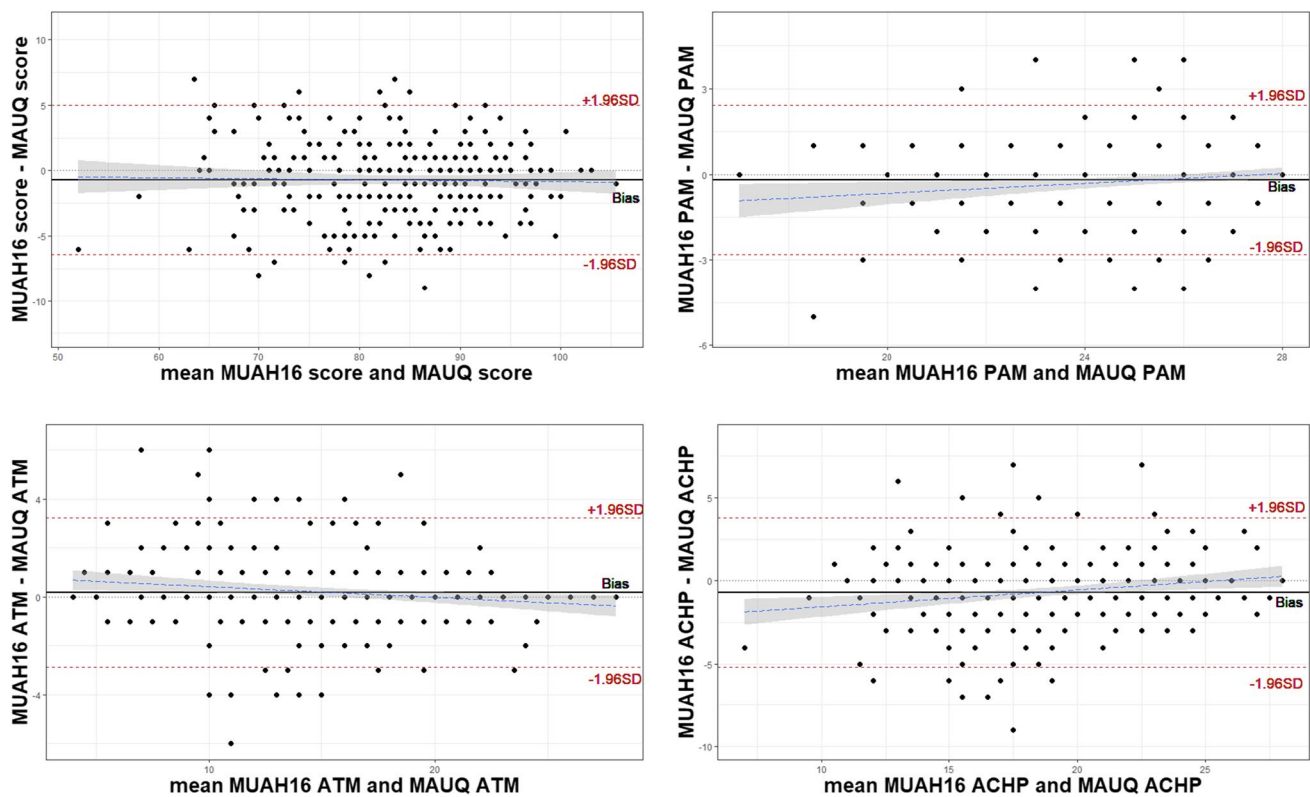 MUAH16 score - MAUQ score
10
5
0
-5
-10
+1.96SD
Bias
-1.96SD
50 60 70 80 90 100
mean MUAH16 score and MAUQ score
MUAH16 PAM - MAUQ PAM
3
0
-3
-6
+1.96SD
Bias
-1.96SD
20 24 28
mean MUAH16 PAM and MAUQ PAM
MUAH16 ATM - MAUQ ATM
4
0
-4
+1.96SD
Bias
-1.96SD
10 20
mean MUAH16 ATM and MAUQ ATM
MUAH16 ACHP - MAUQ ACHP
5
0
-5
-10
+1.96SD
Bias
-1.96SD
10 15 20 25
mean MUAH16 ACHP and MAUQ ACHP